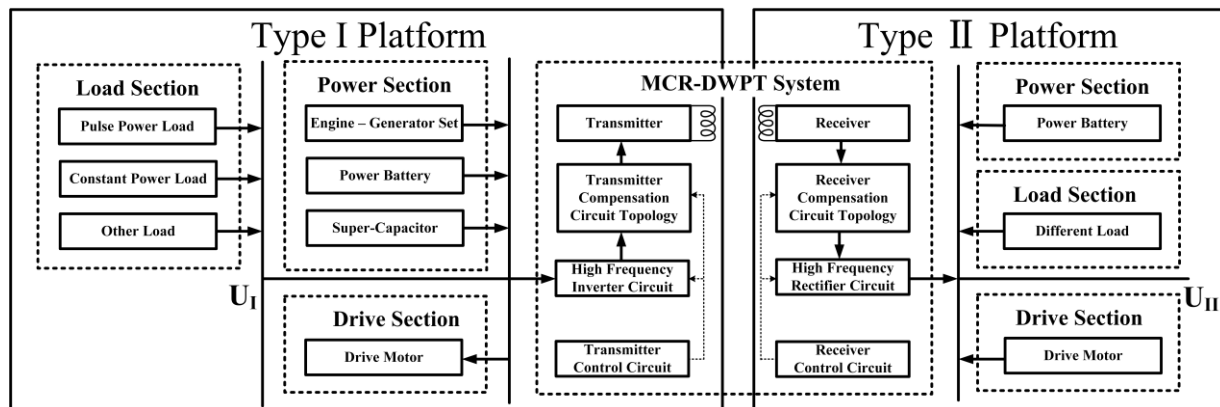 Type I Platform
Load Section
Pulse Power Load
Constant Power Load
Other Load
U_I
Power Section
Engine – Generator Set
Power Battery
Super-Capacitor
Drive Section
Drive Motor
MCR-DWPT System
Transmitter
Transmitter
Compensation
Circuit Topology
High Frequency
Inverter Circuit
Transmitter
Control Circuit
Type Ⅱ Platform
Receiver
Receiver
Compensation
Circuit Topology
High Frequency
Rectifier Circuit
Receiver
Control Circuit
Power Section
Power Battery
Load Section
Different Load
U_II
Drive Section
Drive Motor